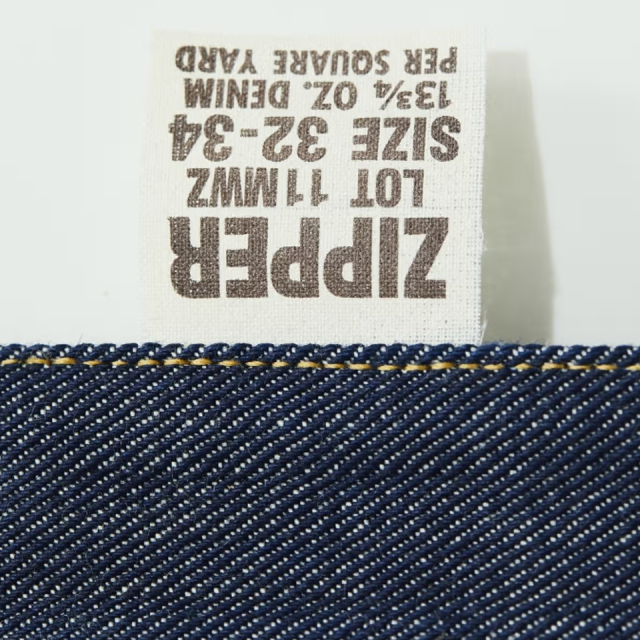 ZIPPER
LOT 11MWZ
SIZE 32-34
13¾ OZ. DENIM
PER SQUARE YARD